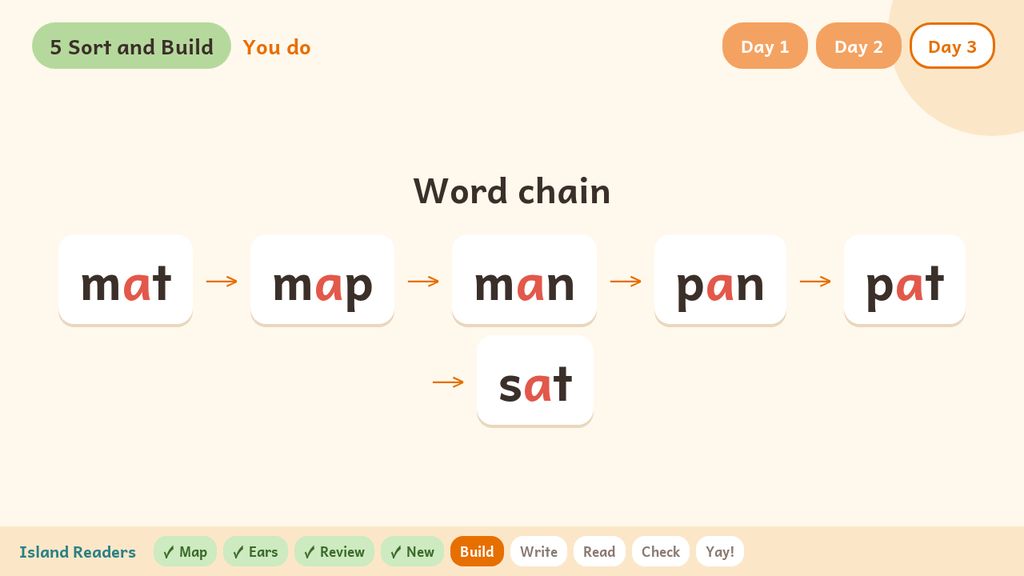 5 Sort and Build You do Day 1 Day 2 Day 3
Word chain
mat → map → man → pan → pat
→ sat
Island Readers ✓ Map ✓ Ears ✓ Review ✓ New Build Write Read Check Yay!